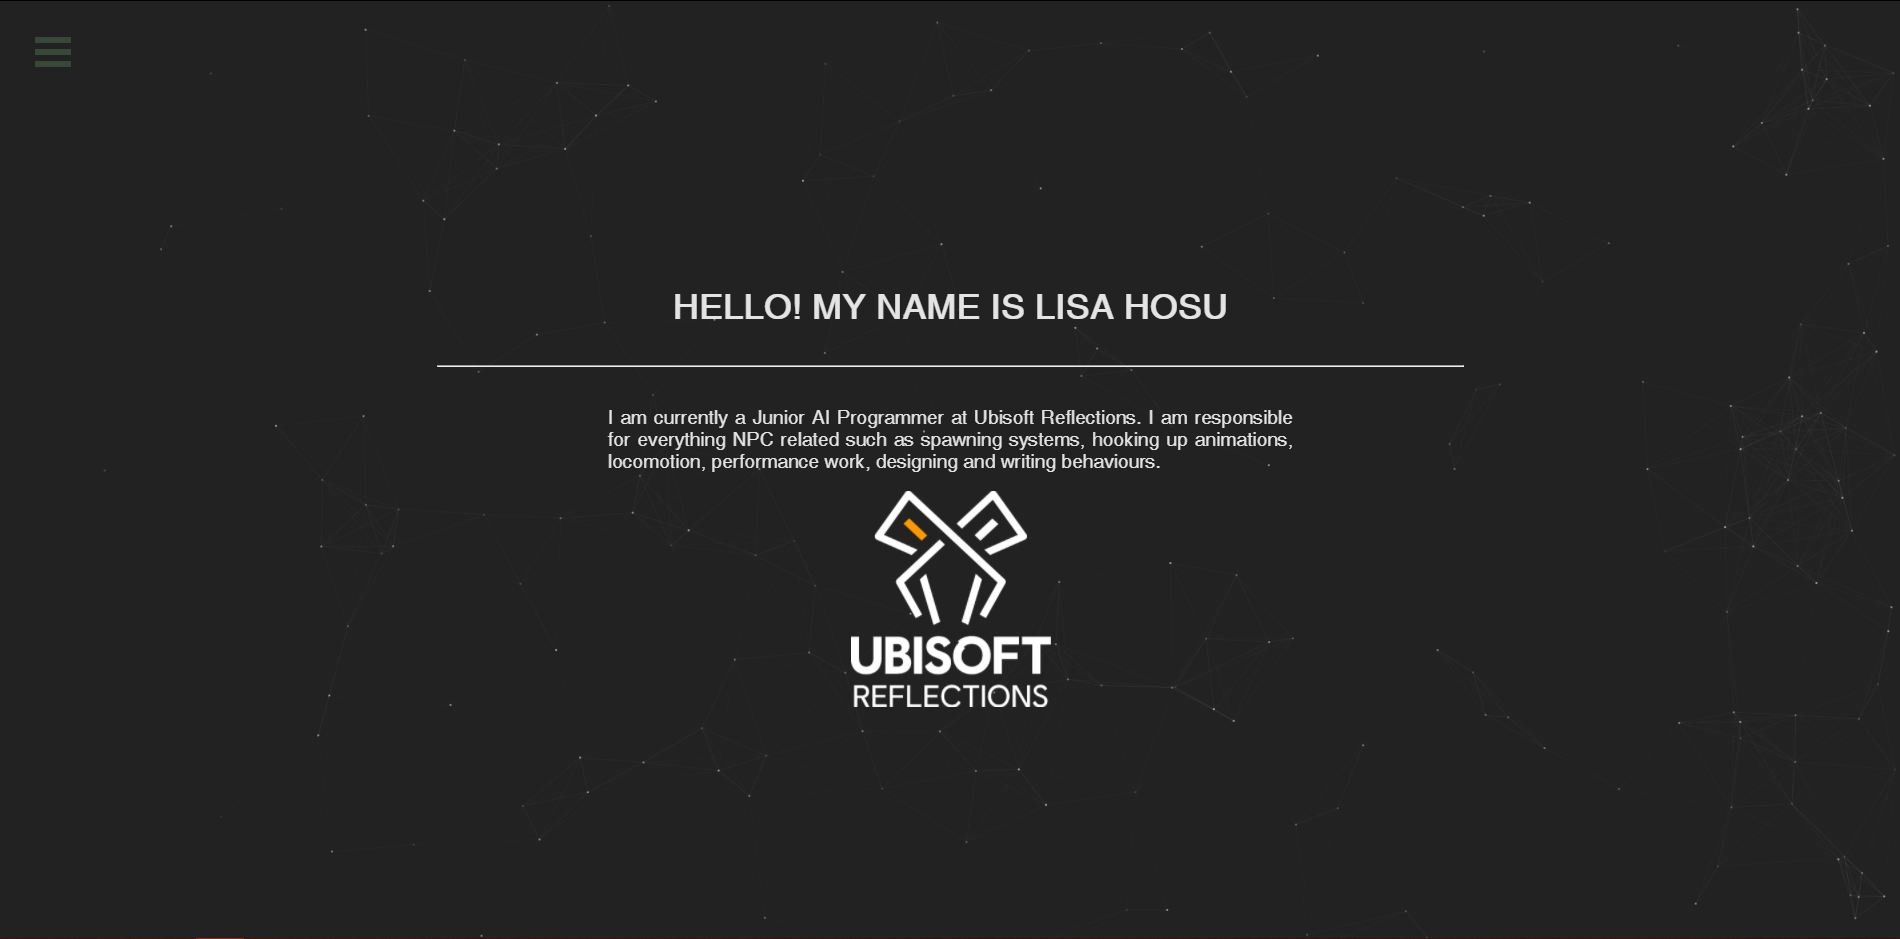 HELLO! MY NAME IS LISA HOSU
I am currently a Junior AI Programmer at Ubisoft Reflections. I am responsible
for everything NPC related such as spawning systems, hooking up animations,
locomotion, performance work, designing and writing behaviours.
UBISOFT
REFLECTIONS